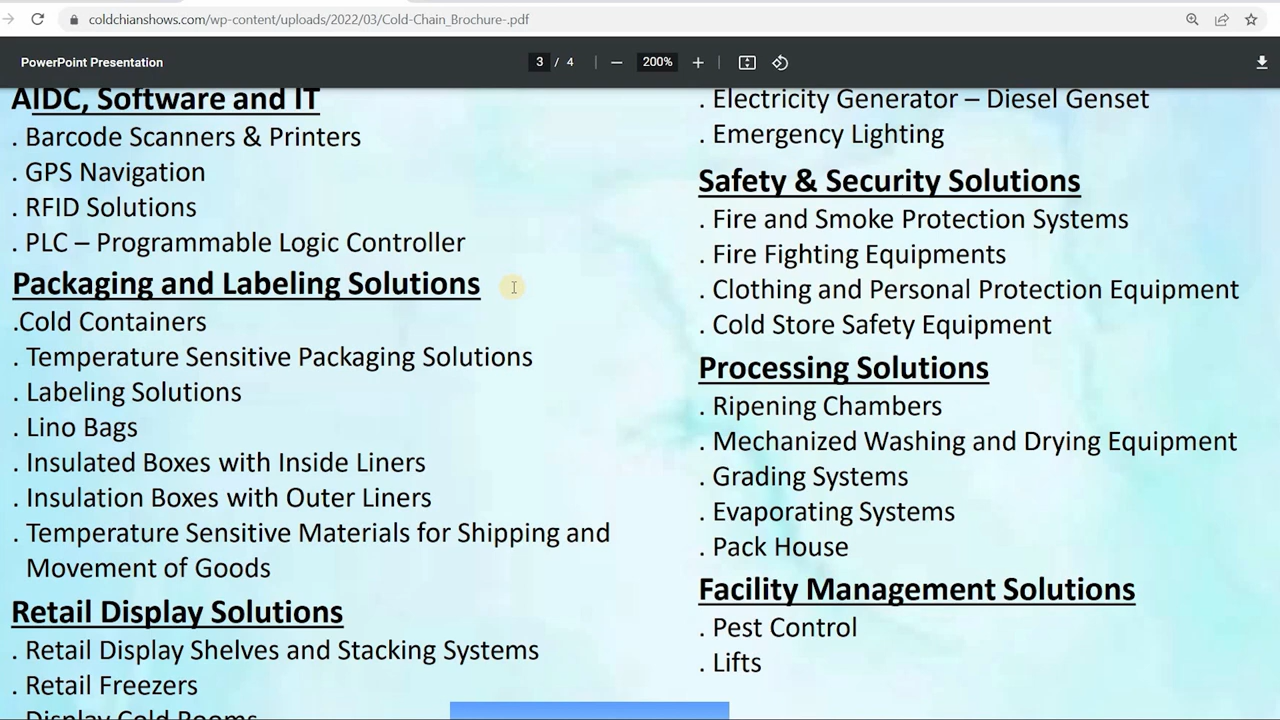 coldchianshows.com/wp-content/uploads/2022/03/Cold-Chain_Brochure-.pdf
PowerPoint Presentation
3 / 4
200%
AIDC, Software and IT
. Barcode Scanners & Printers
. GPS Navigation
. RFID Solutions
. PLC – Programmable Logic Controller
Packaging and Labeling Solutions
.Cold Containers
. Temperature Sensitive Packaging Solutions
. Labeling Solutions
. Lino Bags
. Insulated Boxes with Inside Liners
. Insulation Boxes with Outer Liners
. Temperature Sensitive Materials for Shipping and
Movement of Goods
Retail Display Solutions
. Retail Display Shelves and Stacking Systems
. Retail Freezers
. Display Cold Rooms
. Electricity Generator – Diesel Genset
. Emergency Lighting
Safety & Security Solutions
. Fire and Smoke Protection Systems
. Fire Fighting Equipments
. Clothing and Personal Protection Equipment
. Cold Store Safety Equipment
Processing Solutions
. Ripening Chambers
. Mechanized Washing and Drying Equipment
. Grading Systems
. Evaporating Systems
. Pack House
Facility Management Solutions
. Pest Control
. Lifts